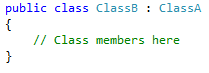 public class ClassB : ClassA
{
    // Class members here
}